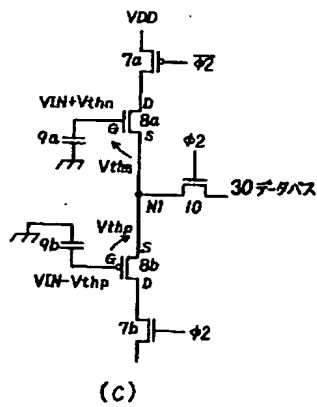 VDD
7a
φ2
VIN+Vthn
D
8a
G
S
9a
Vthn
φ2
N1
10
30データバス
Vthp
S
9b
G
8b
D
VIN-Vthp
7b
φ2
(C)